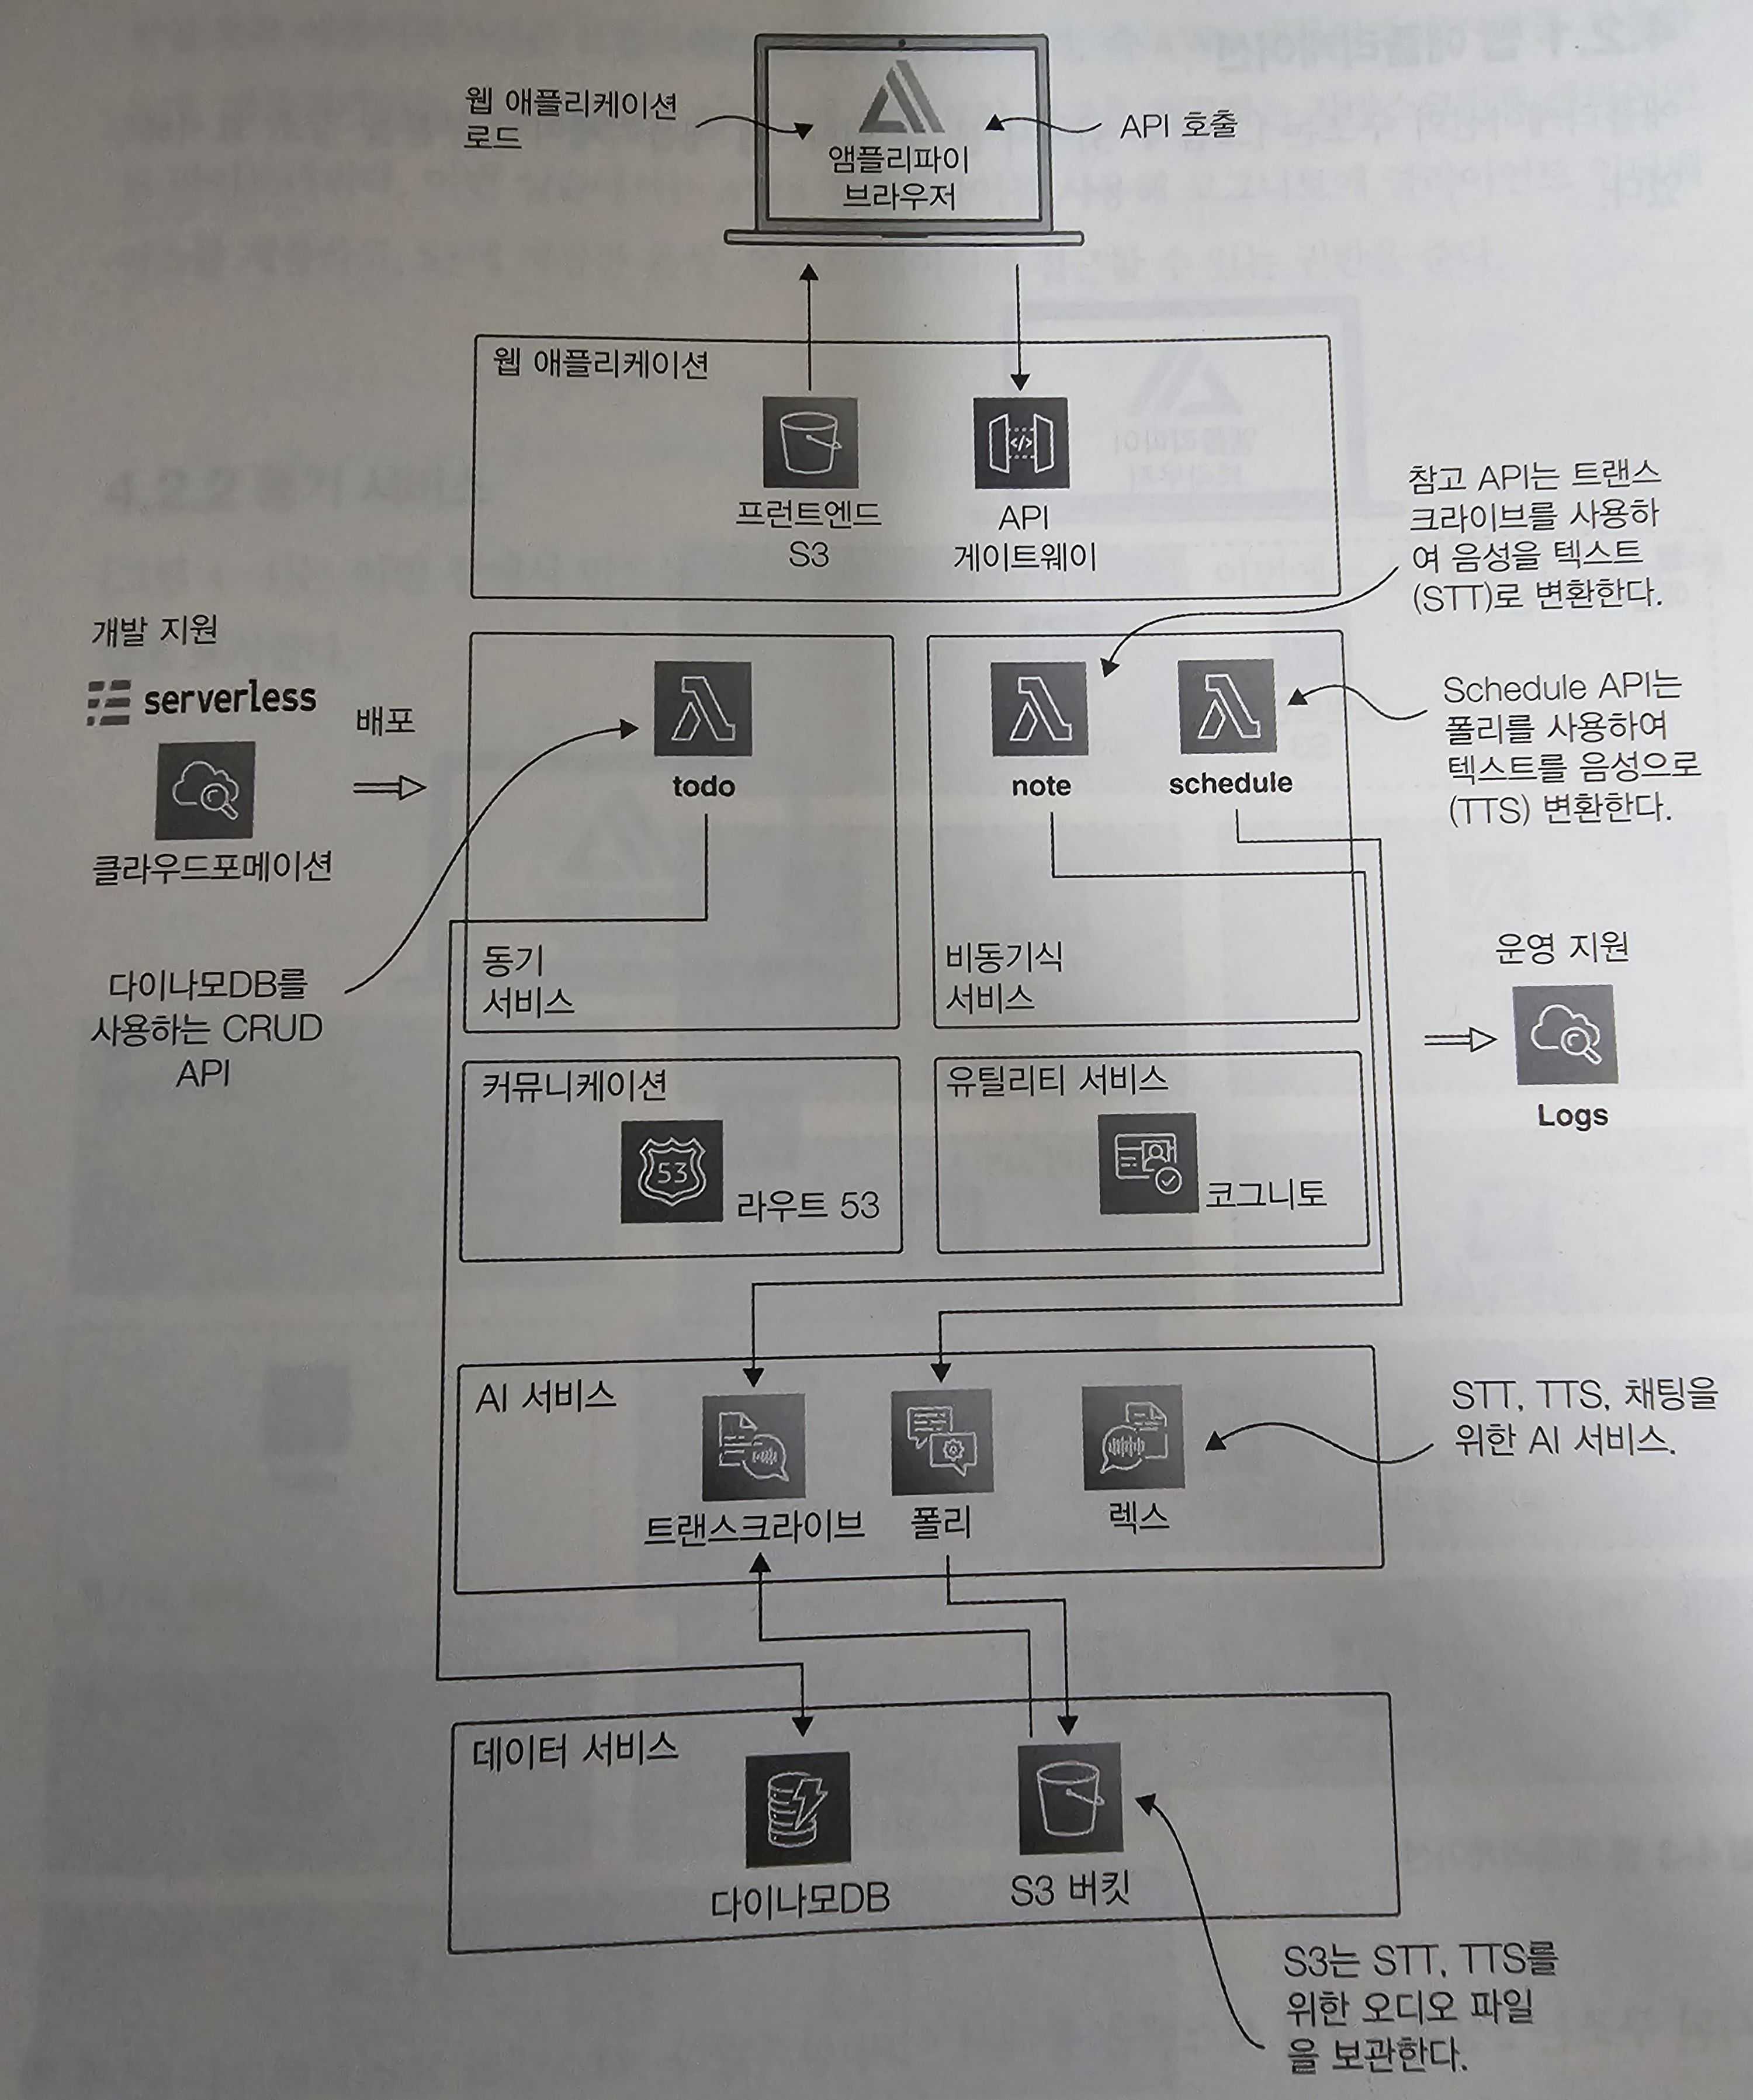 웹 애플리케이션
로드
앰플리파이
브라우저
API 호출
웹 애플리케이션
프런트엔드
S3
API
게이트웨이
참고 API는 트랜스
크라이브를 사용하
여 음성을 텍스트
(STT)로 변환한다.
개발 지원
serverless
배포
클라우드포메이션
todo
note
schedule
Schedule API는
폴리를 사용하여
텍스트를 음성으로
(TTS) 변환한다.
다이나모DB를
사용하는 CRUD
API
동기
서비스
비동기식
서비스
운영 지원
Logs
커뮤니케이션
53
라우트 53
유틸리티 서비스
코그니토
AI 서비스
트랜스크라이브
폴리
렉스
STT, TTS, 채팅을
위한 AI 서비스.
데이터 서비스
다이나모DB
S3 버킷
S3는 STT, TTS를
위한 오디오 파일
을 보관한다.